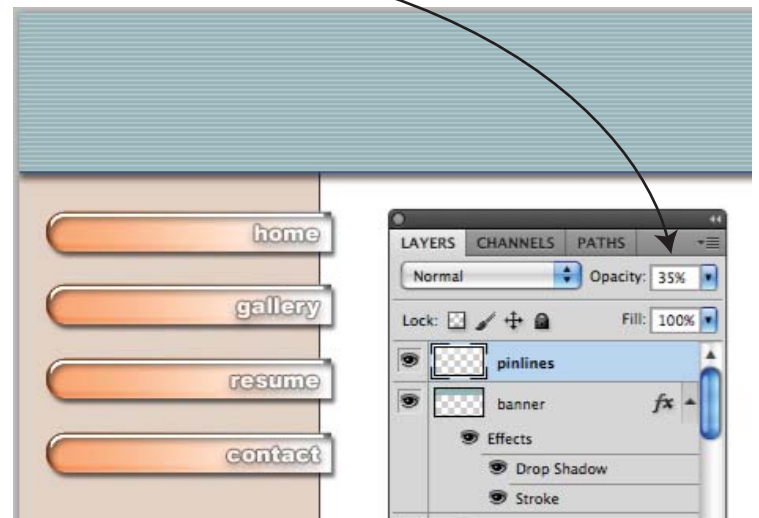 home
gallery
resume
contact
LAYERS CHANNELS PATHS
Normal Opacity: 35%
Lock: Fill: 100%
pinlines
banner fx
Effects
Drop Shadow
Stroke